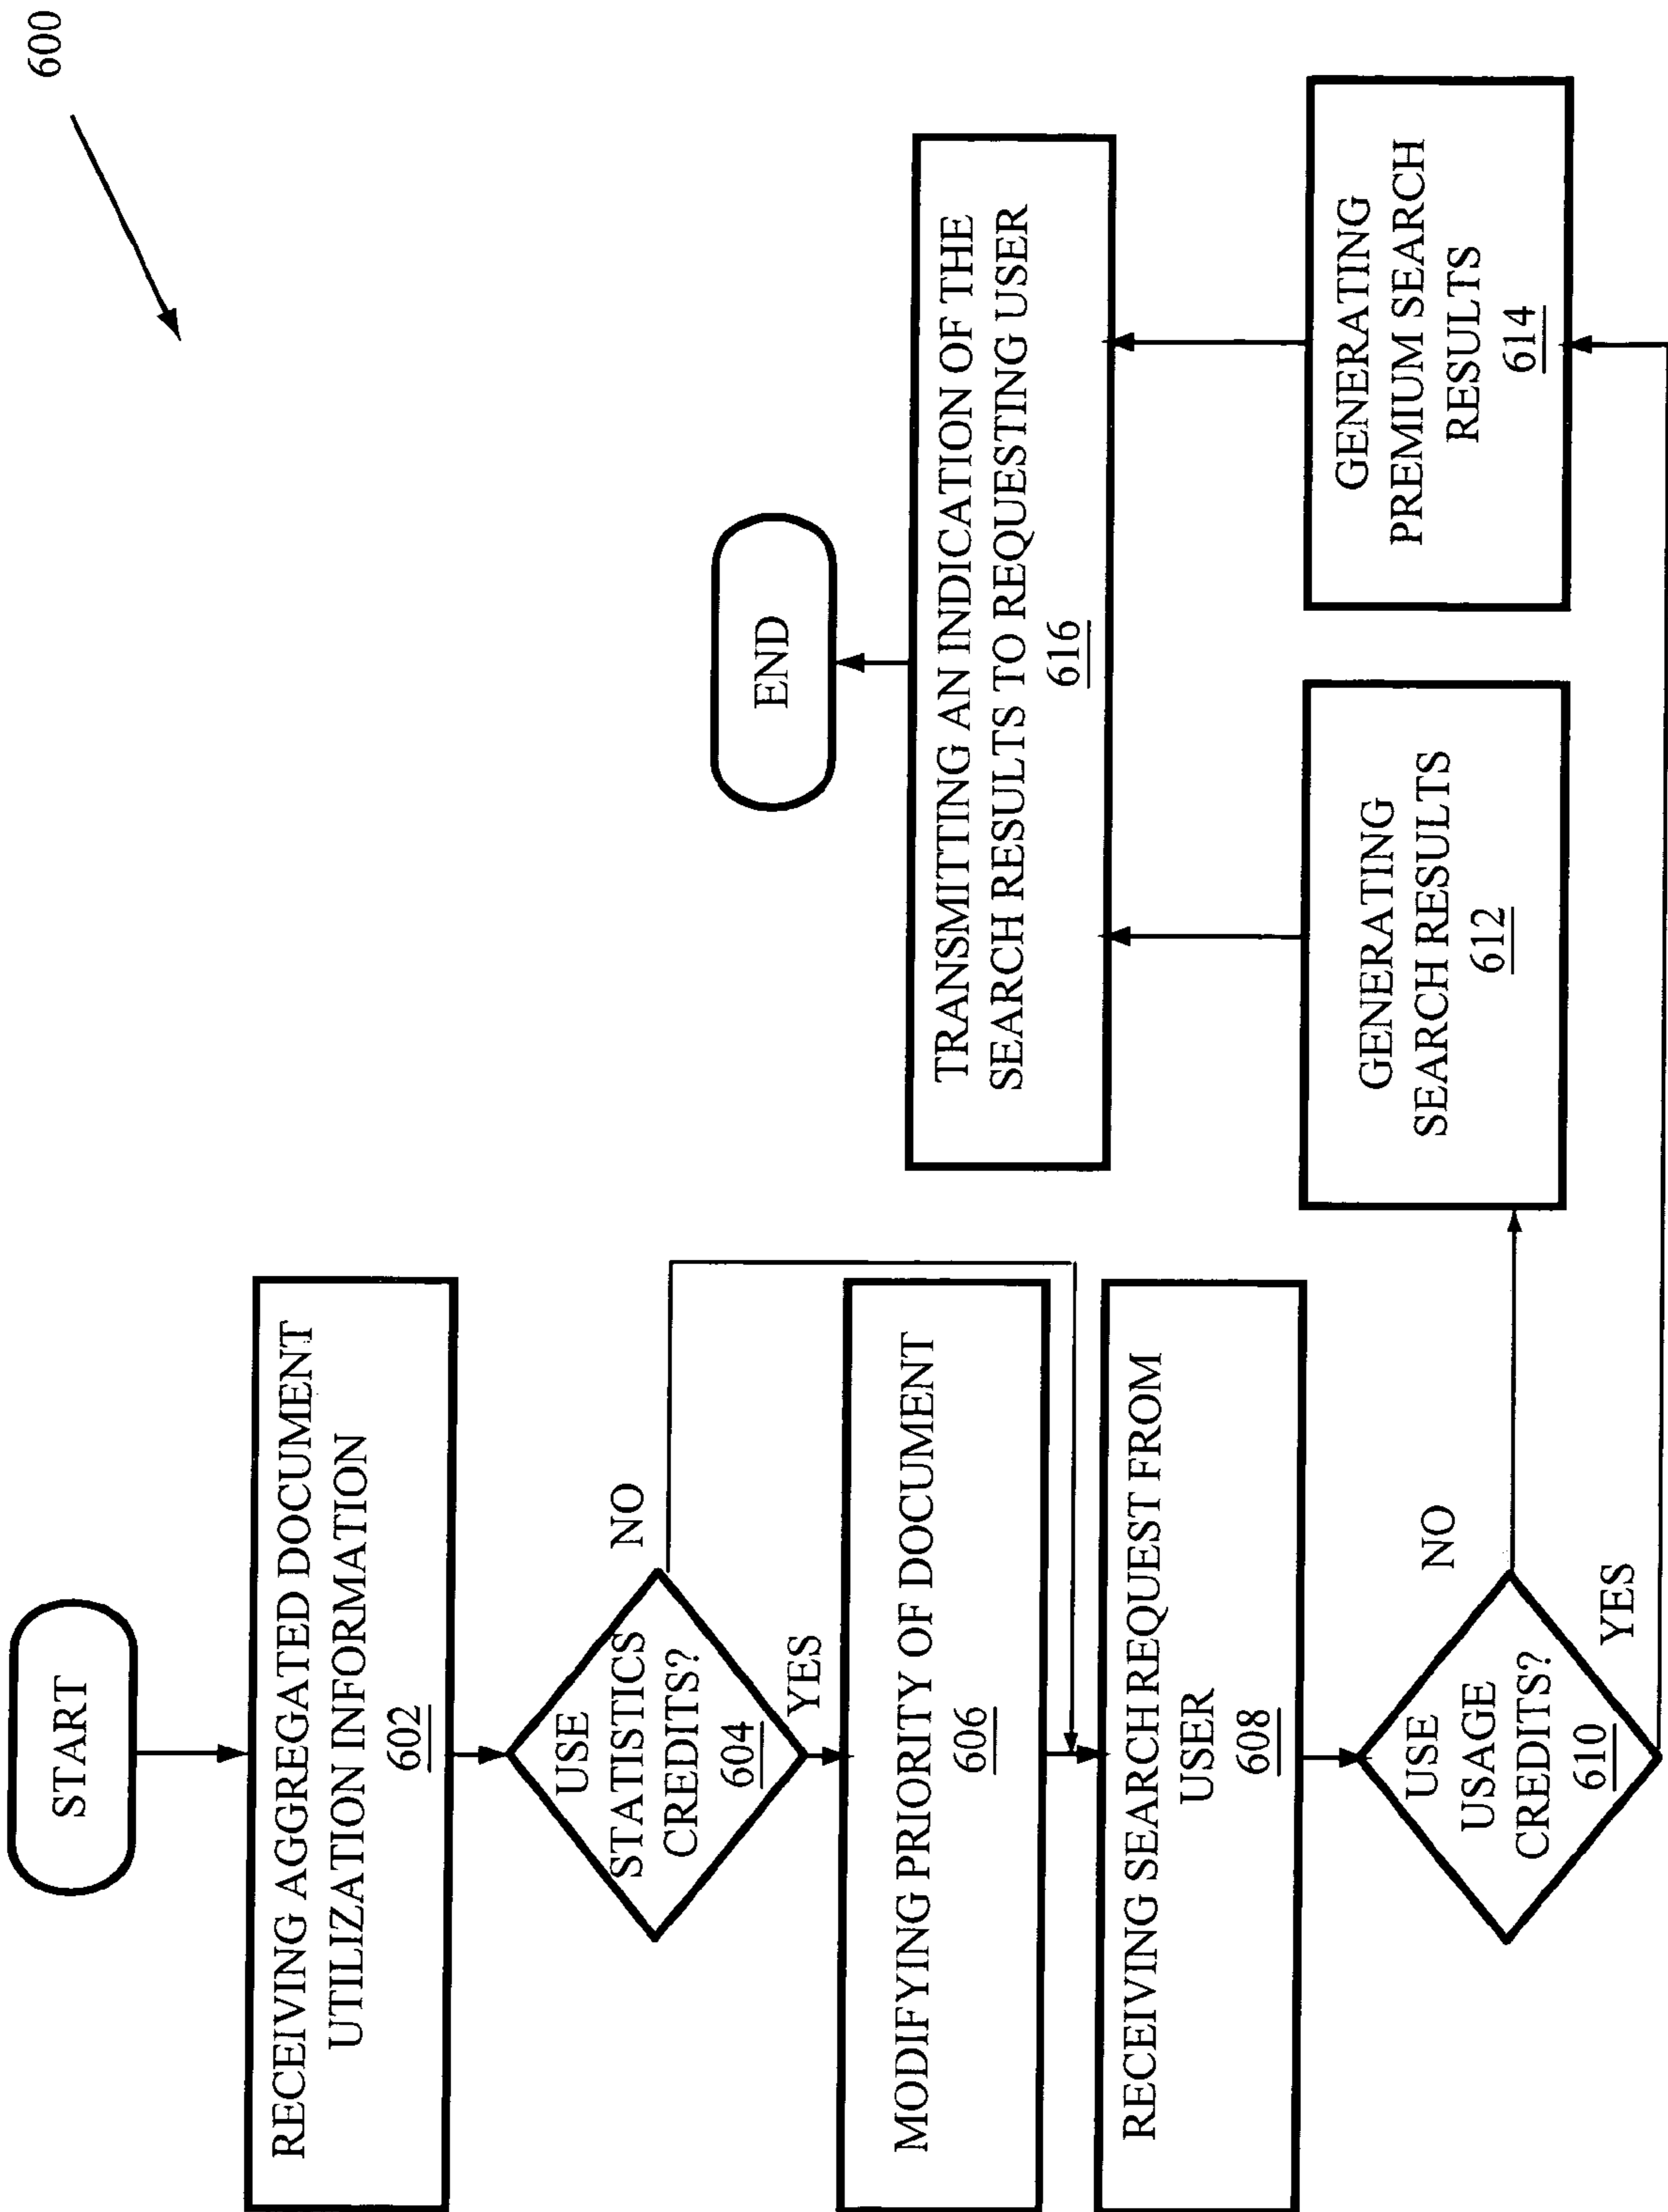 600
START
RECEIVING AGGREGATED DOCUMENT
UTILIZATION INFORMATION
602
USE
STATISTICS
CREDITS?
604
NO
YES
MODIFYING PRIORITY OF DOCUMENT
606
RECEIVING SEARCH REQUEST FROM
USER
608
USE
USAGE
CREDITS?
610
NO
YES
GENERATING
SEARCH RESULTS
612
GENERATING
PREMIUM SEARCH
RESULTS
614
TRANSMITTING AN INDICATION OF THE
SEARCH RESULTS TO REQUESTING USER
616
END